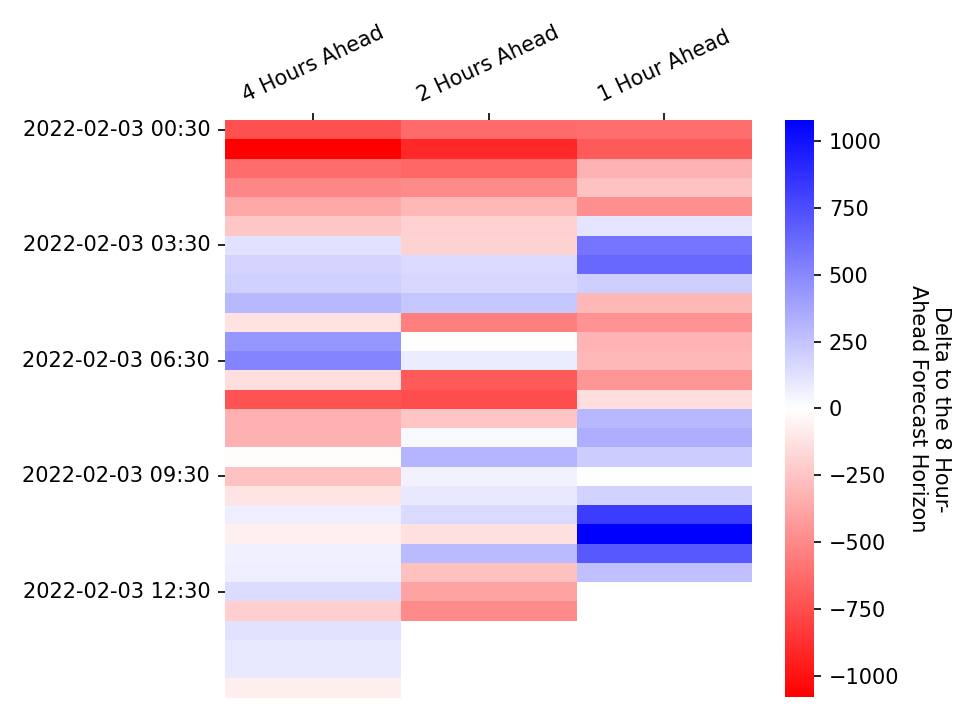 4 Hours Ahead
2 Hours Ahead
1 Hour Ahead
2022-02-03 00:30
2022-02-03 03:30
2022-02-03 06:30
2022-02-03 09:30
2022-02-03 12:30
1000
750
500
250
0
−250
−500
−750
−1000
Delta to the 8 Hour-
Ahead Forecast Horizon